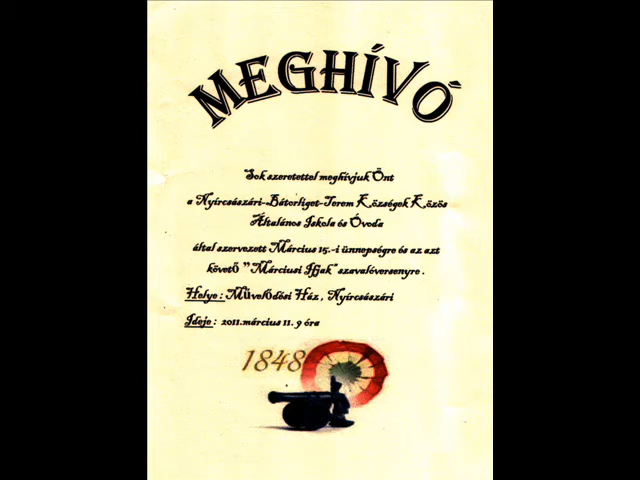 MEGHÍVÓ
Sok szeretettel meghívjuk Önt
a Nyírcsászári-Bátorliget-Terem Községek Közös
Általános Iskola és Óvoda
által szervezett Március 15.-i ünnepségre és az azt
követő "Márciusi Ifjak" szavalóversenyre .
Helye : Művelődési Ház , Nyírcsászári
Ideje : 2011.március 11. 9 óra
1848